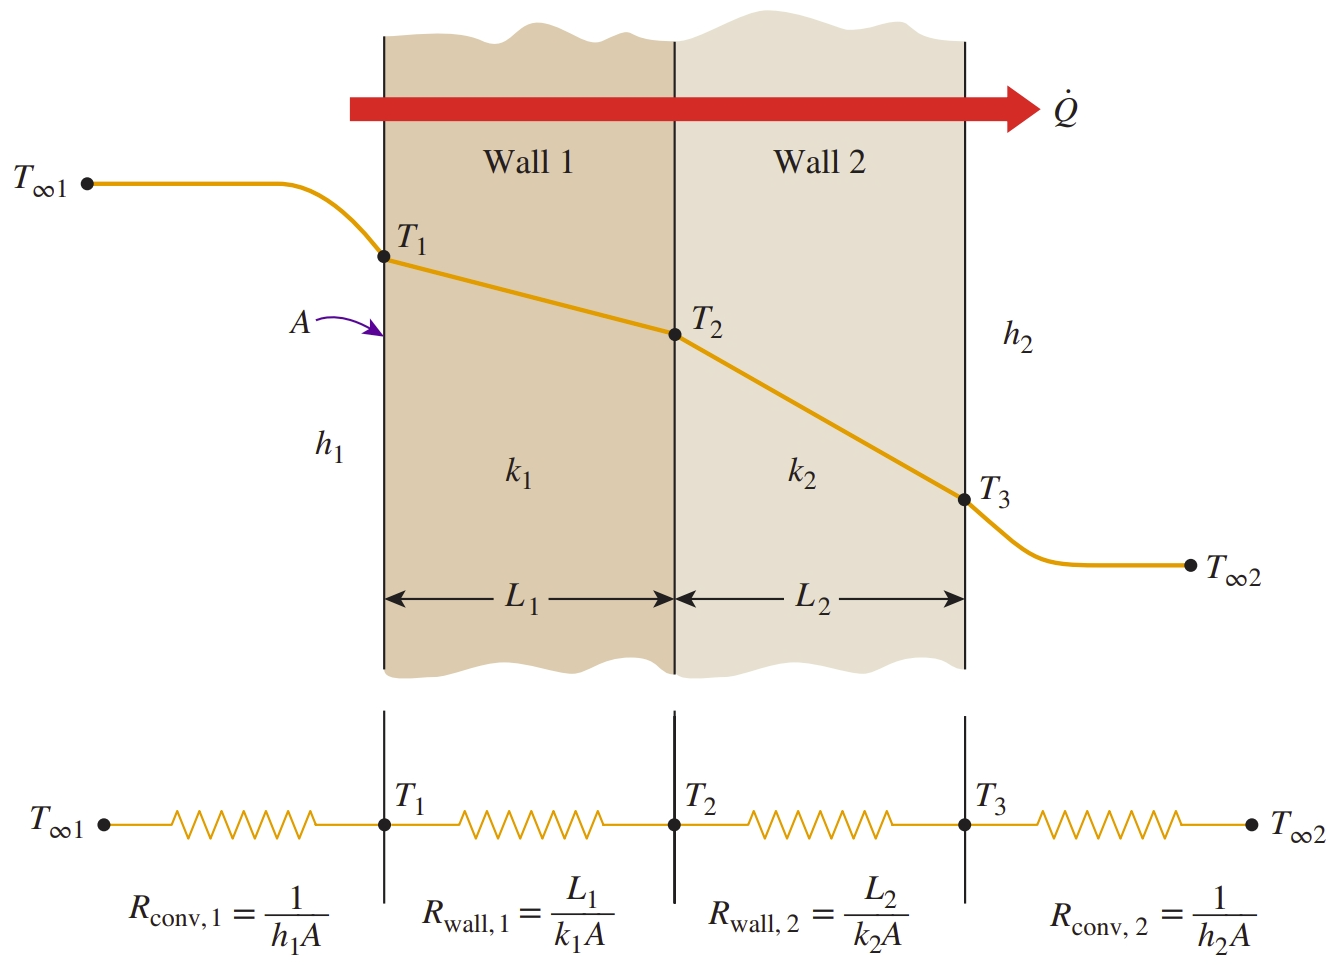 Q̇
Wall 1 Wall 2
T∞1
T1
A
T2
h2
h1
k1 k2
T3
T∞2
L1 L2
T∞1 T1 T2 T3 T∞2
Rconv, 1 = 1/h1A Rwall, 1 = L1/k1A Rwall, 2 = L2/k2A Rconv, 2 = 1/h2A